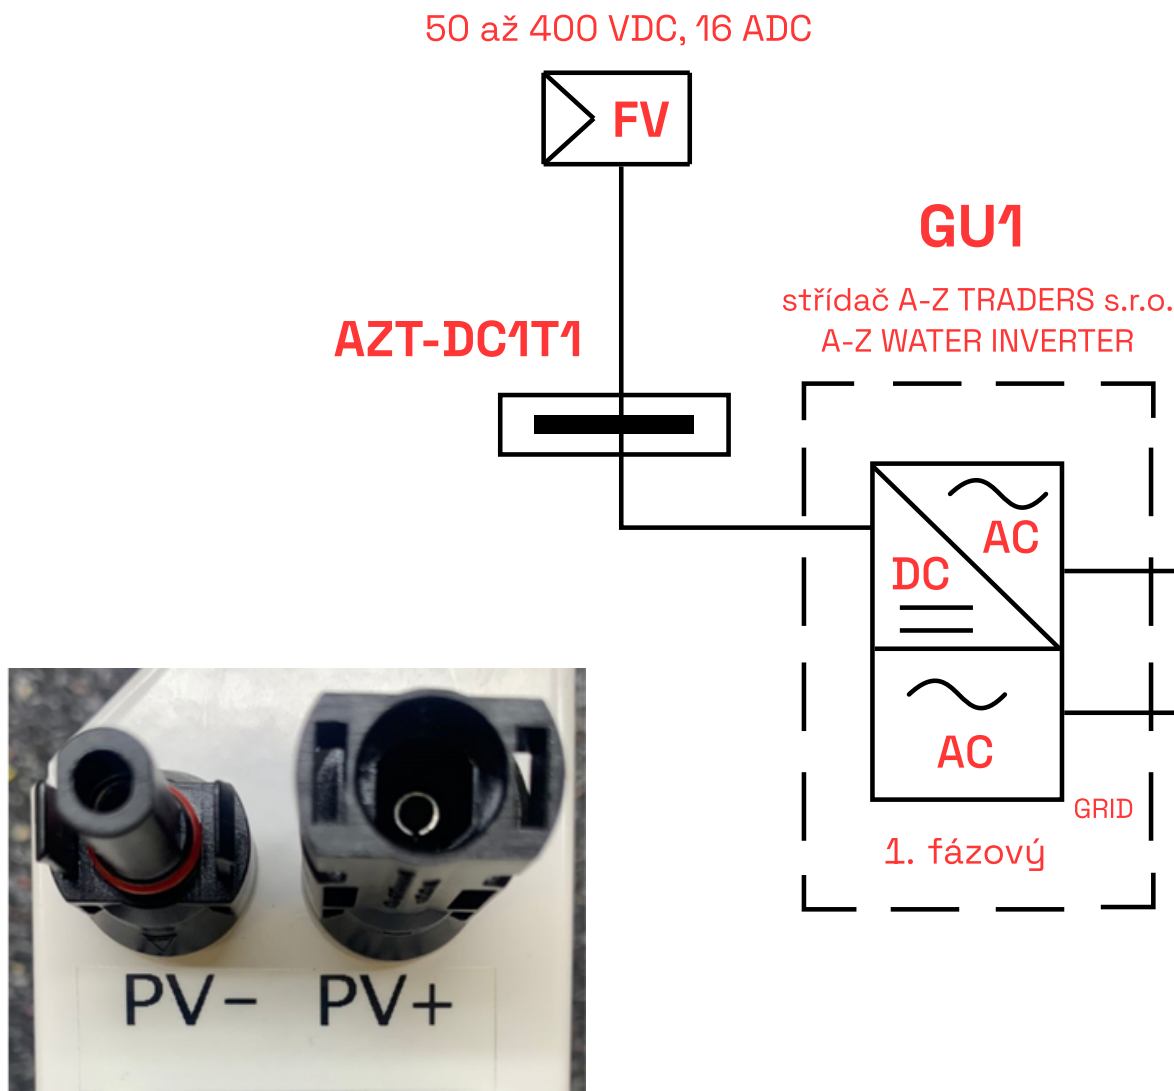 50 až 400 VDC, 16 ADC
FV
GU1
střídač A-Z TRADERS s.r.o.
A-Z WATER INVERTER
AZT-DC1T1
AC
DC
AC
GRID
1. fázový
PV- PV+